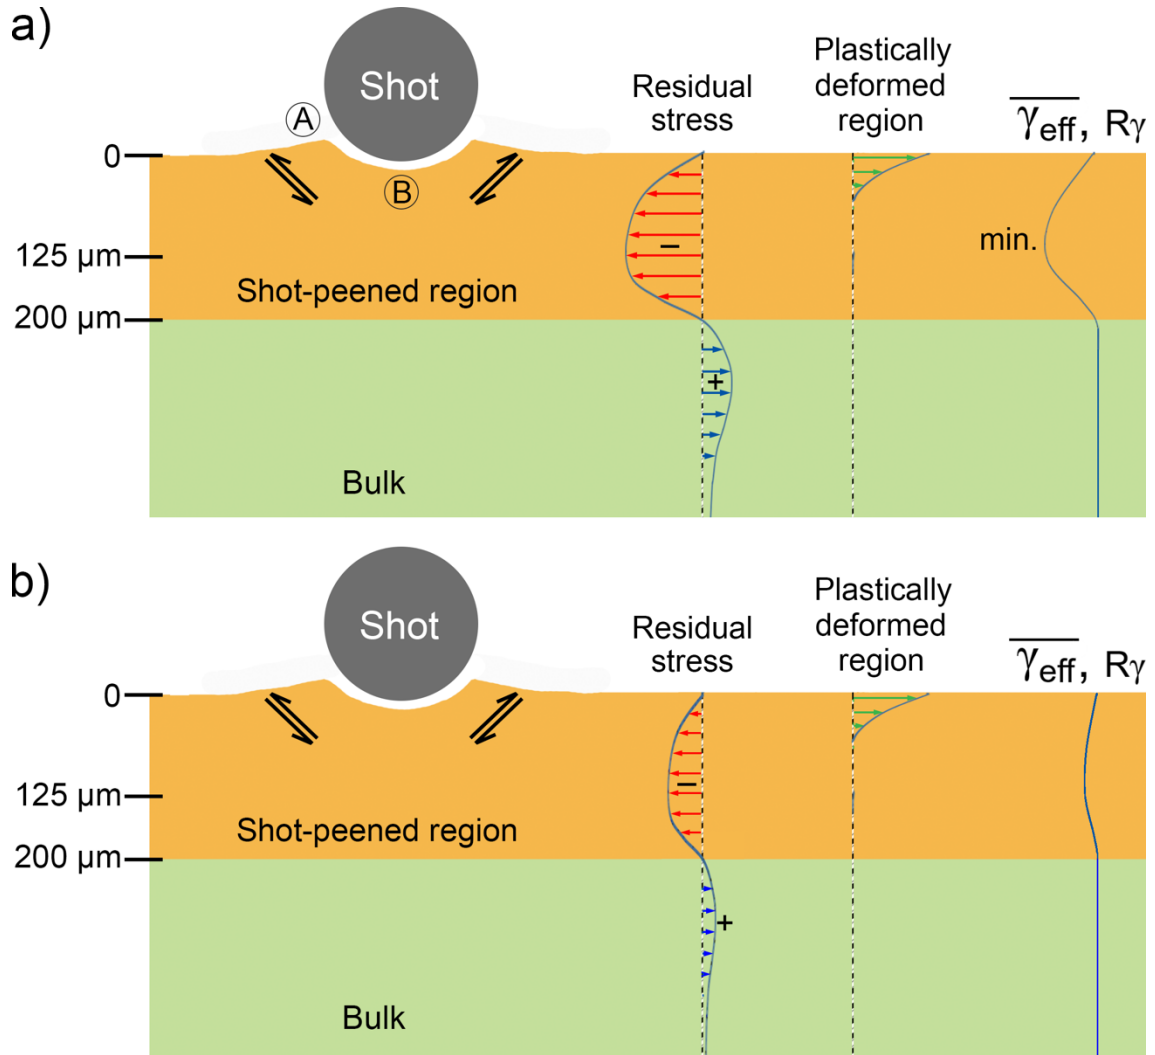 a)
Shot
A
B
Residual
stress
Plastically
deformed
region
γeff, Rγ
0
125 µm
200 µm
Shot-peened region
−
min.
+
Bulk
b)
Shot
Residual
stress
Plastically
deformed
region
γeff, Rγ
0
125 µm
200 µm
Shot-peened region
−
+
Bulk